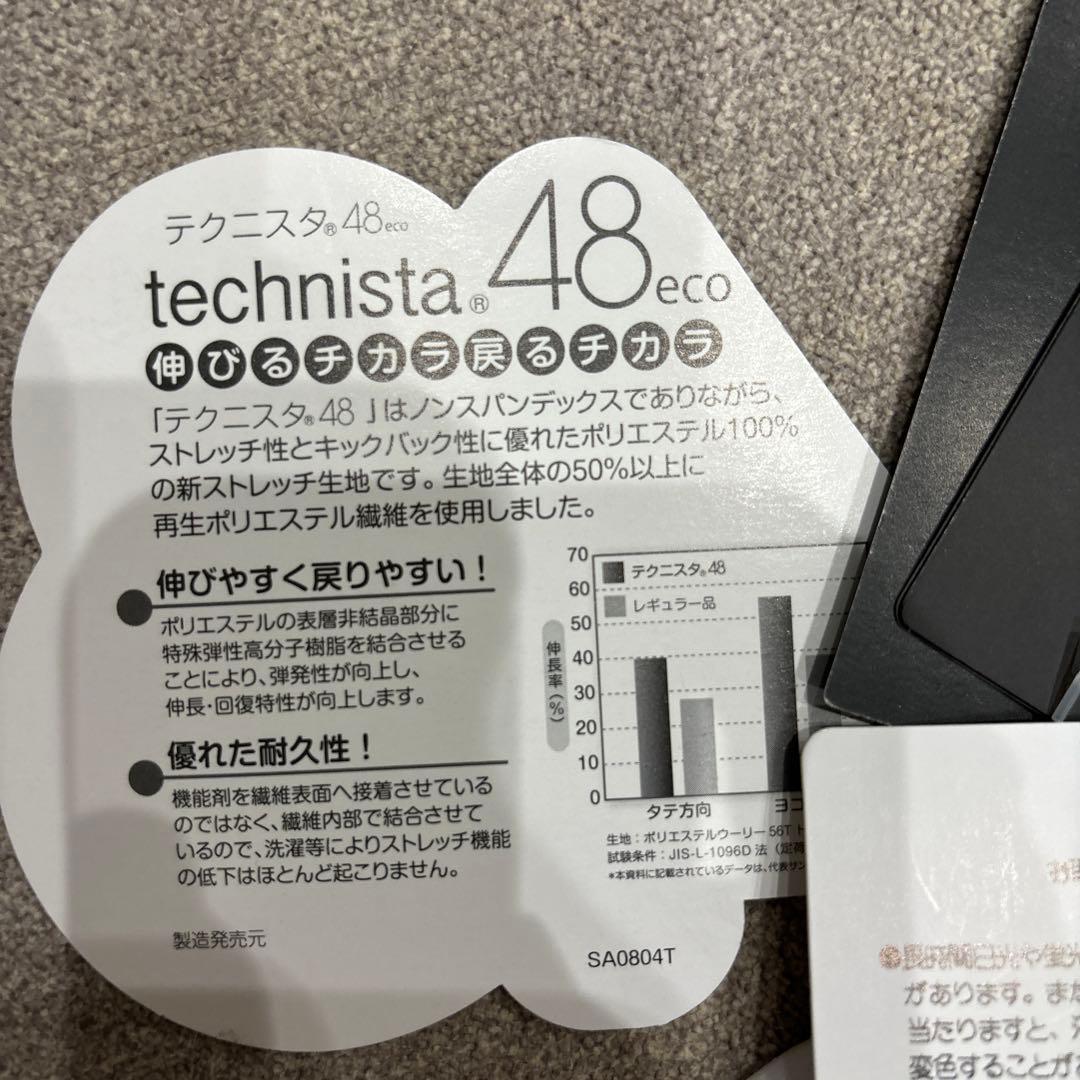 テクニスタ®48eco
technista®48eco
伸びるチカラ戻るチカラ
「テクニスタ®48 」はノンスパンデックスでありながら、
ストレッチ性とキックバック性に優れたポリエステル100%
の新ストレッチ生地です。生地全体の50%以上に
再生ポリエステル繊維を使用しました。
伸びやすく戻りやすい！
ポリエステルの表層非結晶部分に
特殊弾性高分子樹脂を結合させる
ことにより、弾発性が向上し、
伸長・回復特性が向上します。
優れた耐久性！
機能剤を繊維表面へ接着させている
のではなく、繊維内部で結合させて
いるので、洗濯等によりストレッチ機能
の低下はほとんど起こりません。
製造発売元
70
60
50
40
30
20
10
0
伸長率(%)
テクニスタ®48
レギュラー品
タテ方向
ヨコ
生地：ポリエステルウーリー56T
試験条件：JIS-L-1096D 法（定荷
*本資料に記載されているデータは、代表サン
SA0804T
があります。また
当たりますと、
変色することが